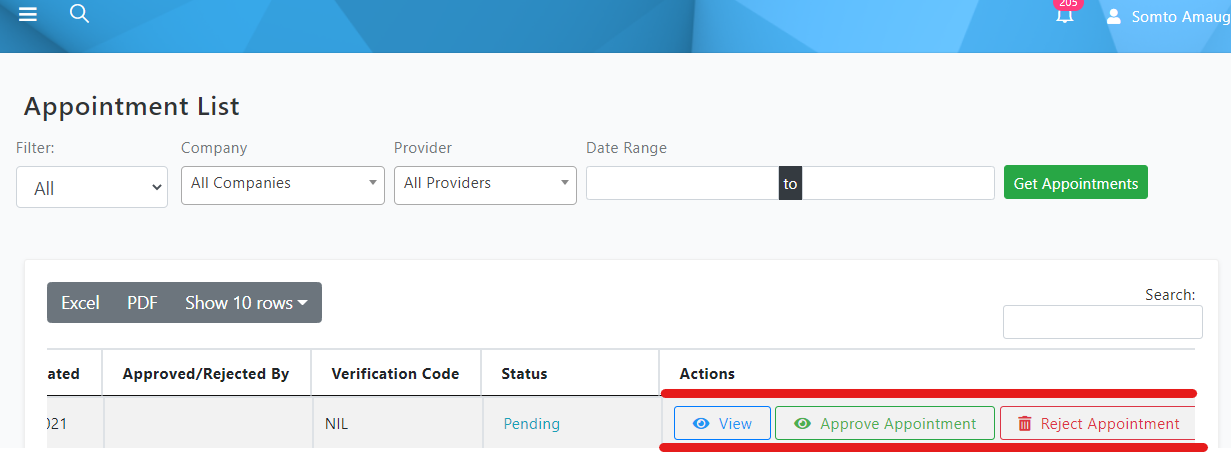 205
Somto Amaug
Appointment List
Filter: Company Provider Date Range
All All Companies All Providers to Get Appointments
Excel PDF Show 10 rows
Search:
ated Approved/Rejected By Verification Code Status Actions
021 NIL Pending View Approve Appointment Reject Appointment